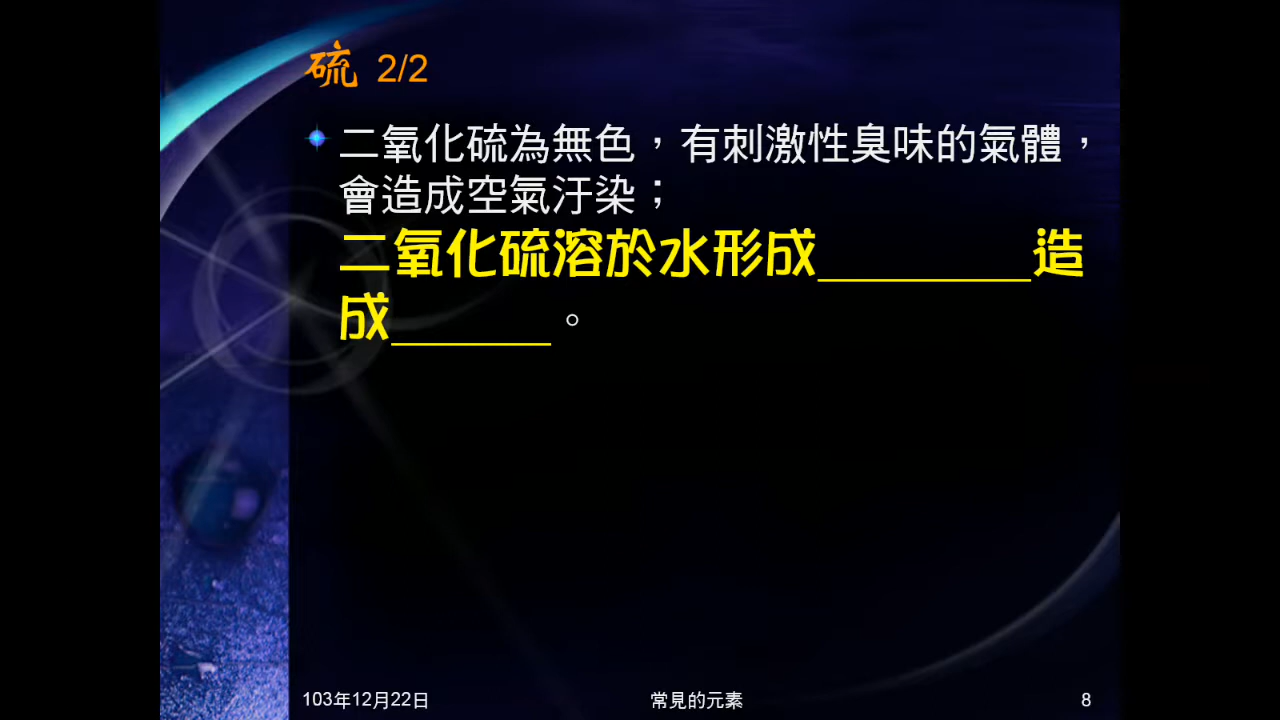 硫 2/2
二氧化硫為無色，有刺激性臭味的氣體，
會造成空氣汙染；
二氧化硫溶於水形成________造
成______。
103年12月22日
常見的元素
8